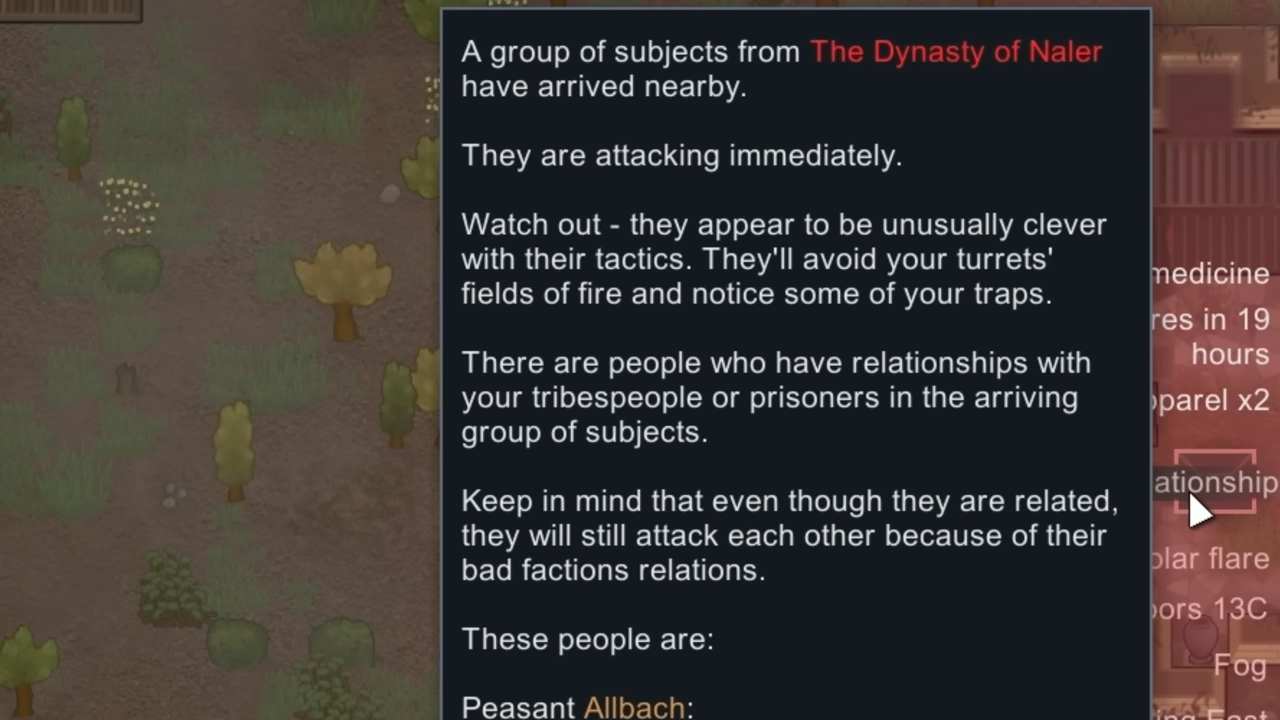 A group of subjects from The Dynasty of Naler
have arrived nearby.
They are attacking immediately.
Watch out - they appear to be unusually clever
with their tactics. They'll avoid your turrets'
fields of fire and notice some of your traps.
There are people who have relationships with
your tribespeople or prisoners in the arriving
group of subjects.
Keep in mind that even though they are related,
they will still attack each other because of their
bad factions relations.
These people are:
Peasant Allbach:
medicine
res in 19
hours
pparel x2
ationship
olar flare
oors 13C
Fog